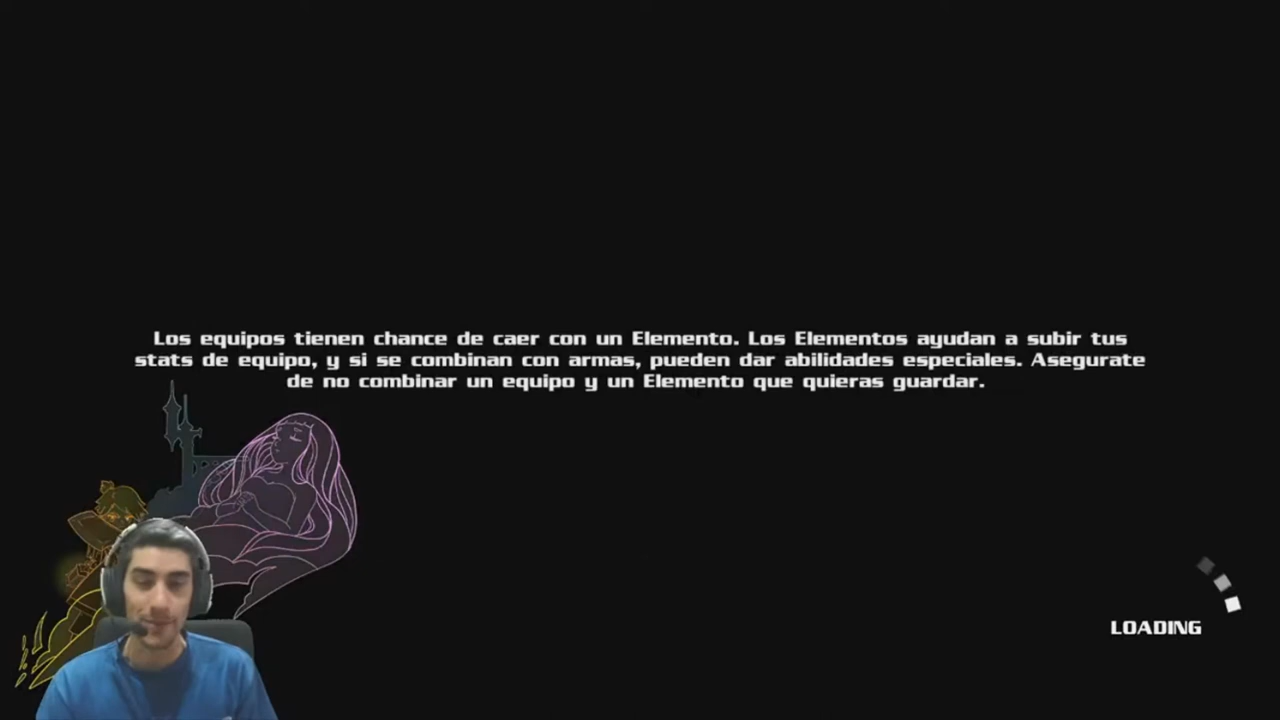 Los equipos tienen chance de caer con un Elemento. Los Elementos ayudan a subir tus
stats de equipo, y si se combinan con armas, pueden dar abilidades especiales. Asegurate
de no combinar un equipo y un Elemento que quieras guardar.
LOADING